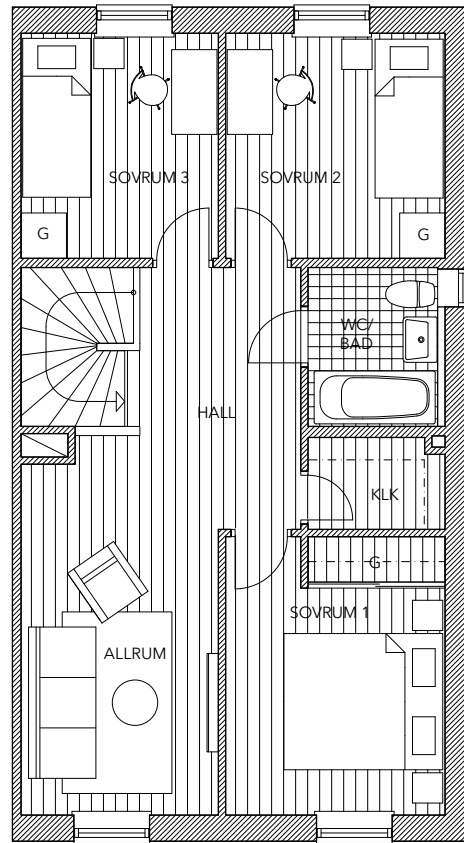 SOVRUM 3
SOVRUM 2
G
G
WC/
BAD
HALL
KLK
G
SOVRUM 1
ALLRUM